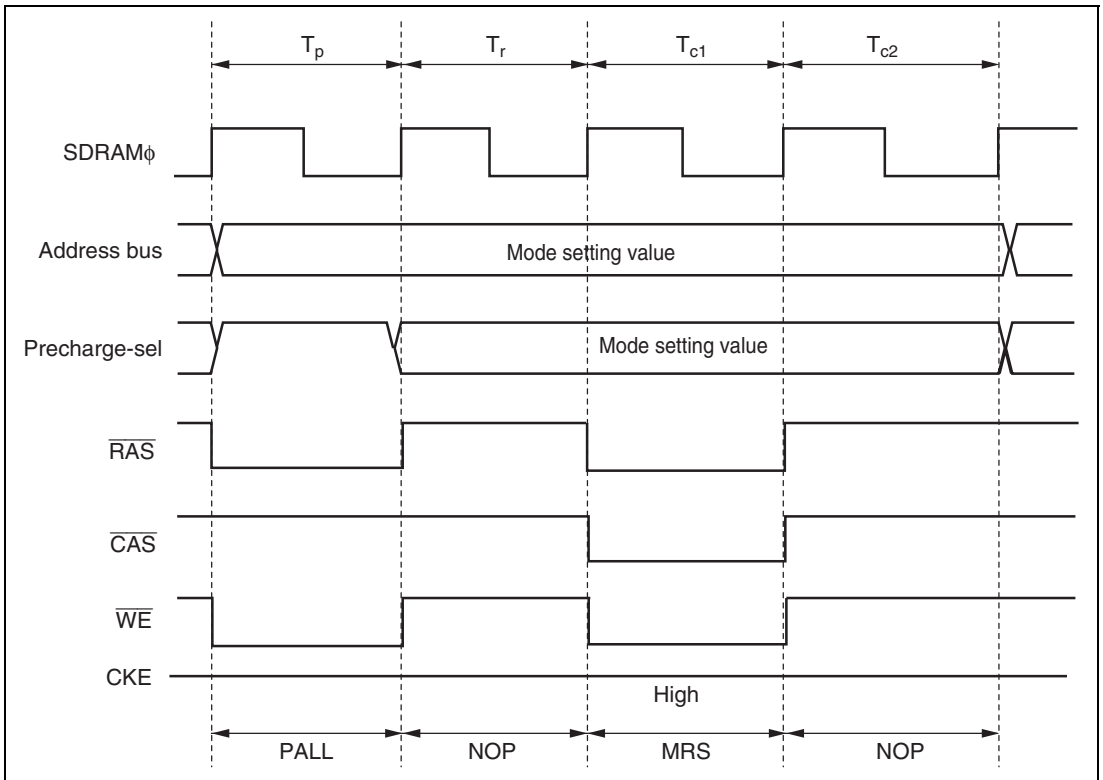 Tp Tr Tc1 Tc2
SDRAMϕ
Address bus Mode setting value
Precharge-sel Mode setting value
RAS
CAS
WE
CKE High
PALL NOP MRS NOP